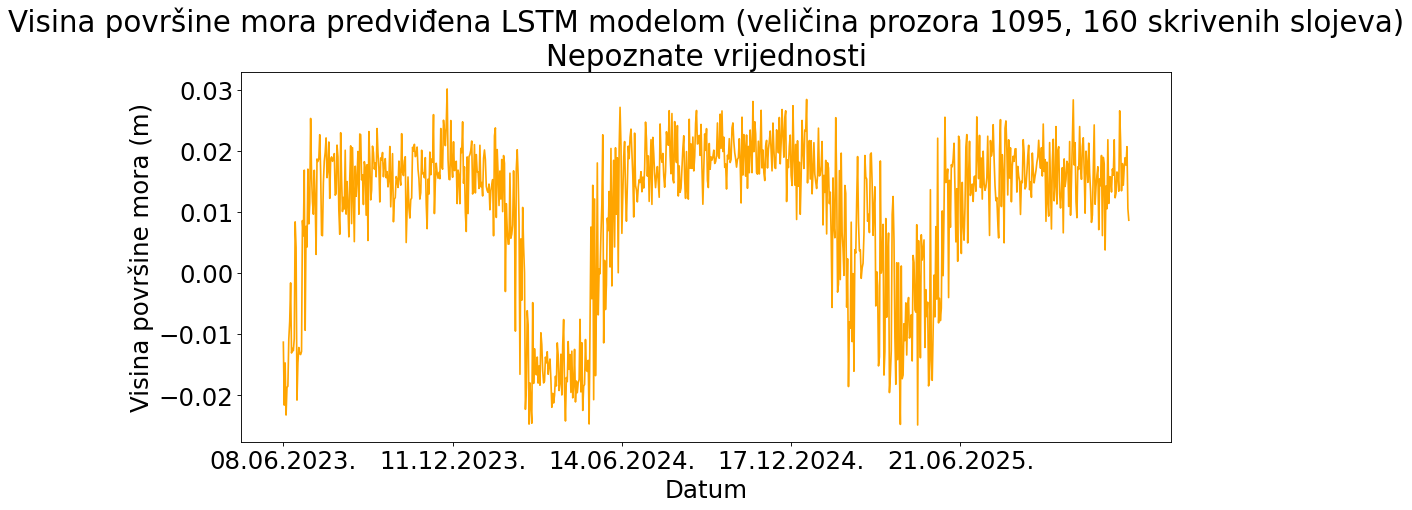 Visina površine mora predviđena LSTM modelom (veličina prozora 1095, 160 skrivenih slojeva)
Nepoznate vrijednosti
Visina površine mora (m)
0.03
0.02
0.01
0.00
−0.01
−0.02
08.06.2023. 11.12.2023. 14.06.2024. 17.12.2024. 21.06.2025.
Datum